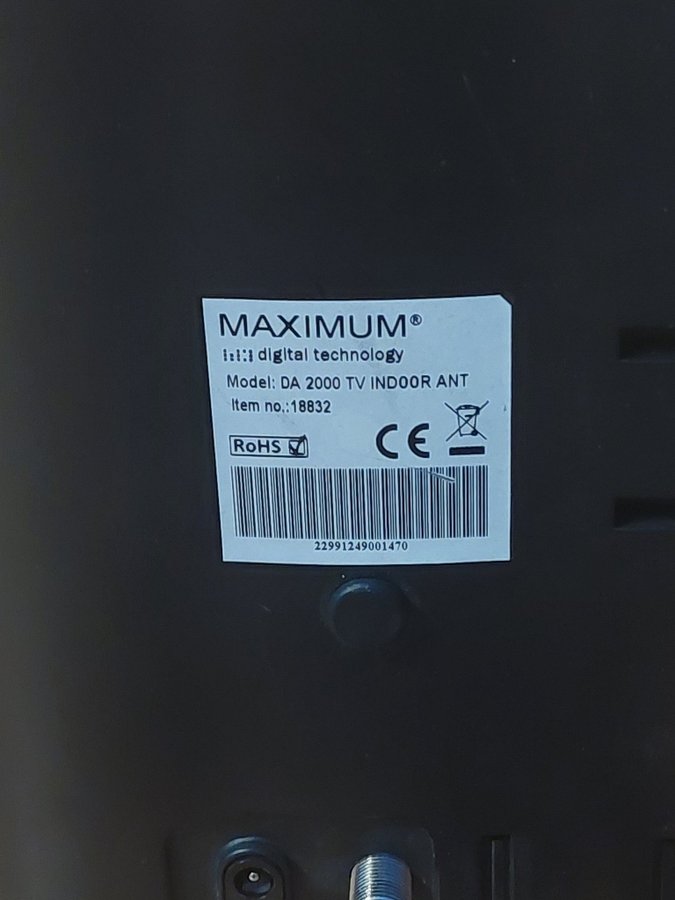 MAXIMUM®
digital technology
Model: DA 2000 TV INDOOR ANT
Item no.:18832
RoHS
CE
22991249001470